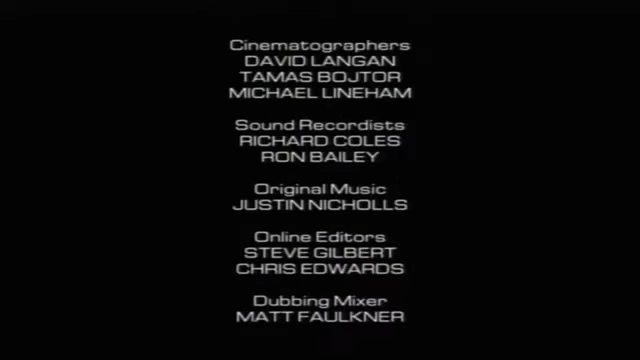 Cinematographers
DAVID LANGAN
TAMAS BOJTOR
MICHAEL LINEHAM
Sound Recordists
RICHARD COLES
RON BAILEY
Original Music
JUSTIN NICHOLLS
Online Editors
STEVE GILBERT
CHRIS EDWARDS
Dubbing Mixer
MATT FAULKNER